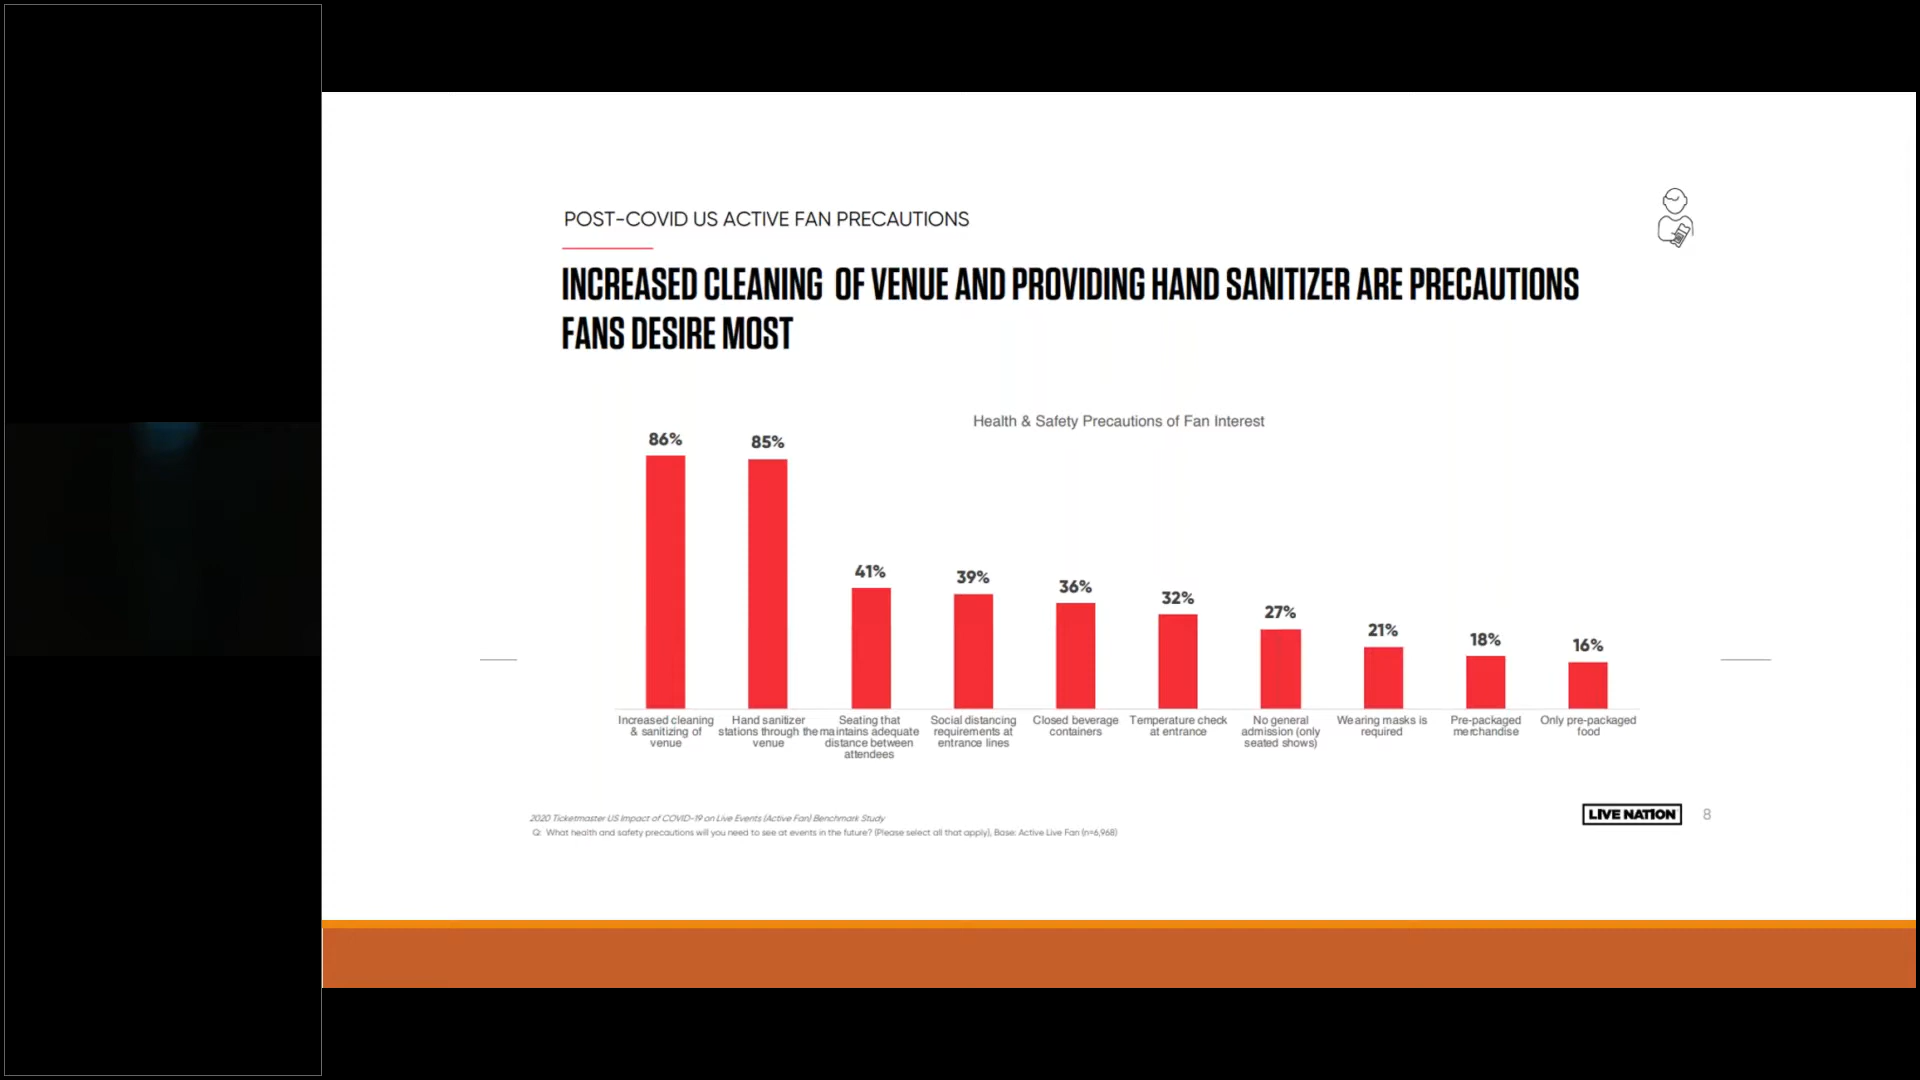 POST-COVID US ACTIVE FAN PRECAUTIONS
INCREASED CLEANING OF VENUE AND PROVIDING HAND SANITIZER ARE PRECAUTIONS
FANS DESIRE MOST
Health & Safety Precautions of Fan Interest
86%
85%
41%
39%
36%
32%
27%
21%
18%
16%
Increased cleaning
& sanitizing of
venue
Hand sanitizer
stations through the
venue
Seating that
maintains adequate
distance between
attendees
Social distancing
requirements at
entrance lines
Closed beverage
containers
Temperature check
at entrance
No general
admission (only
seated shows)
Wearing masks is
required
Pre-packaged
merchandise
Only pre-packaged
food
2020 Ticketmaster US Impact of COVID-19 on Live Events (Active Fan) Benchmark Study
Q: What health and safety precautions will you need to see at events in the future? (Please select all that apply), Base: Active Live Fan (n=6,968)
LIVE NATION
8